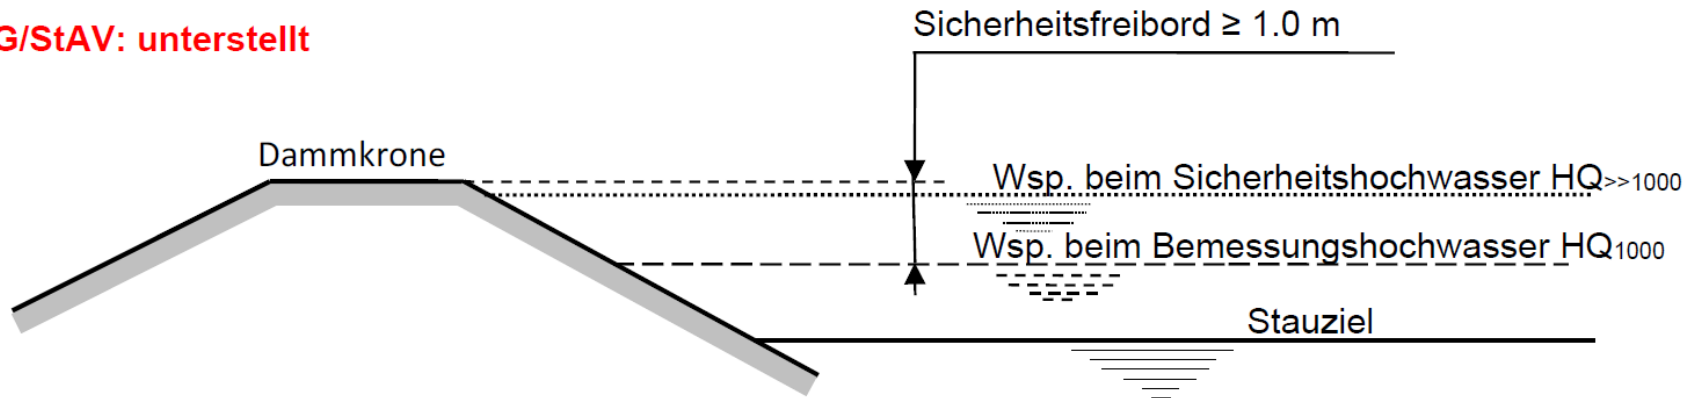 Sicherheitsfreibord ≥ 1.0 m
G/StAV: unterstellt
Dammkrone
Wsp. beim Sicherheitshochwasser HQ>>1000
Wsp. beim Bemessungshochwasser HQ1000
Stauziel